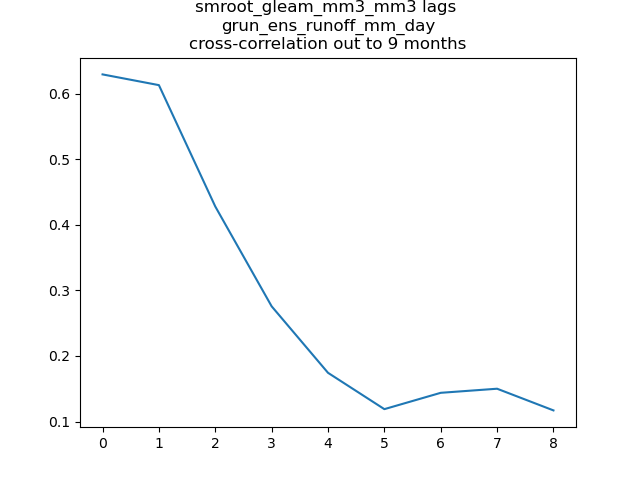 smroot_gleam_mm3_mm3 lags
grun_ens_runoff_mm_day
cross-correlation out to 9 months
0.6
0.5
0.4
0.3
0.2
0.1
0 1 2 3 4 5 6 7 8